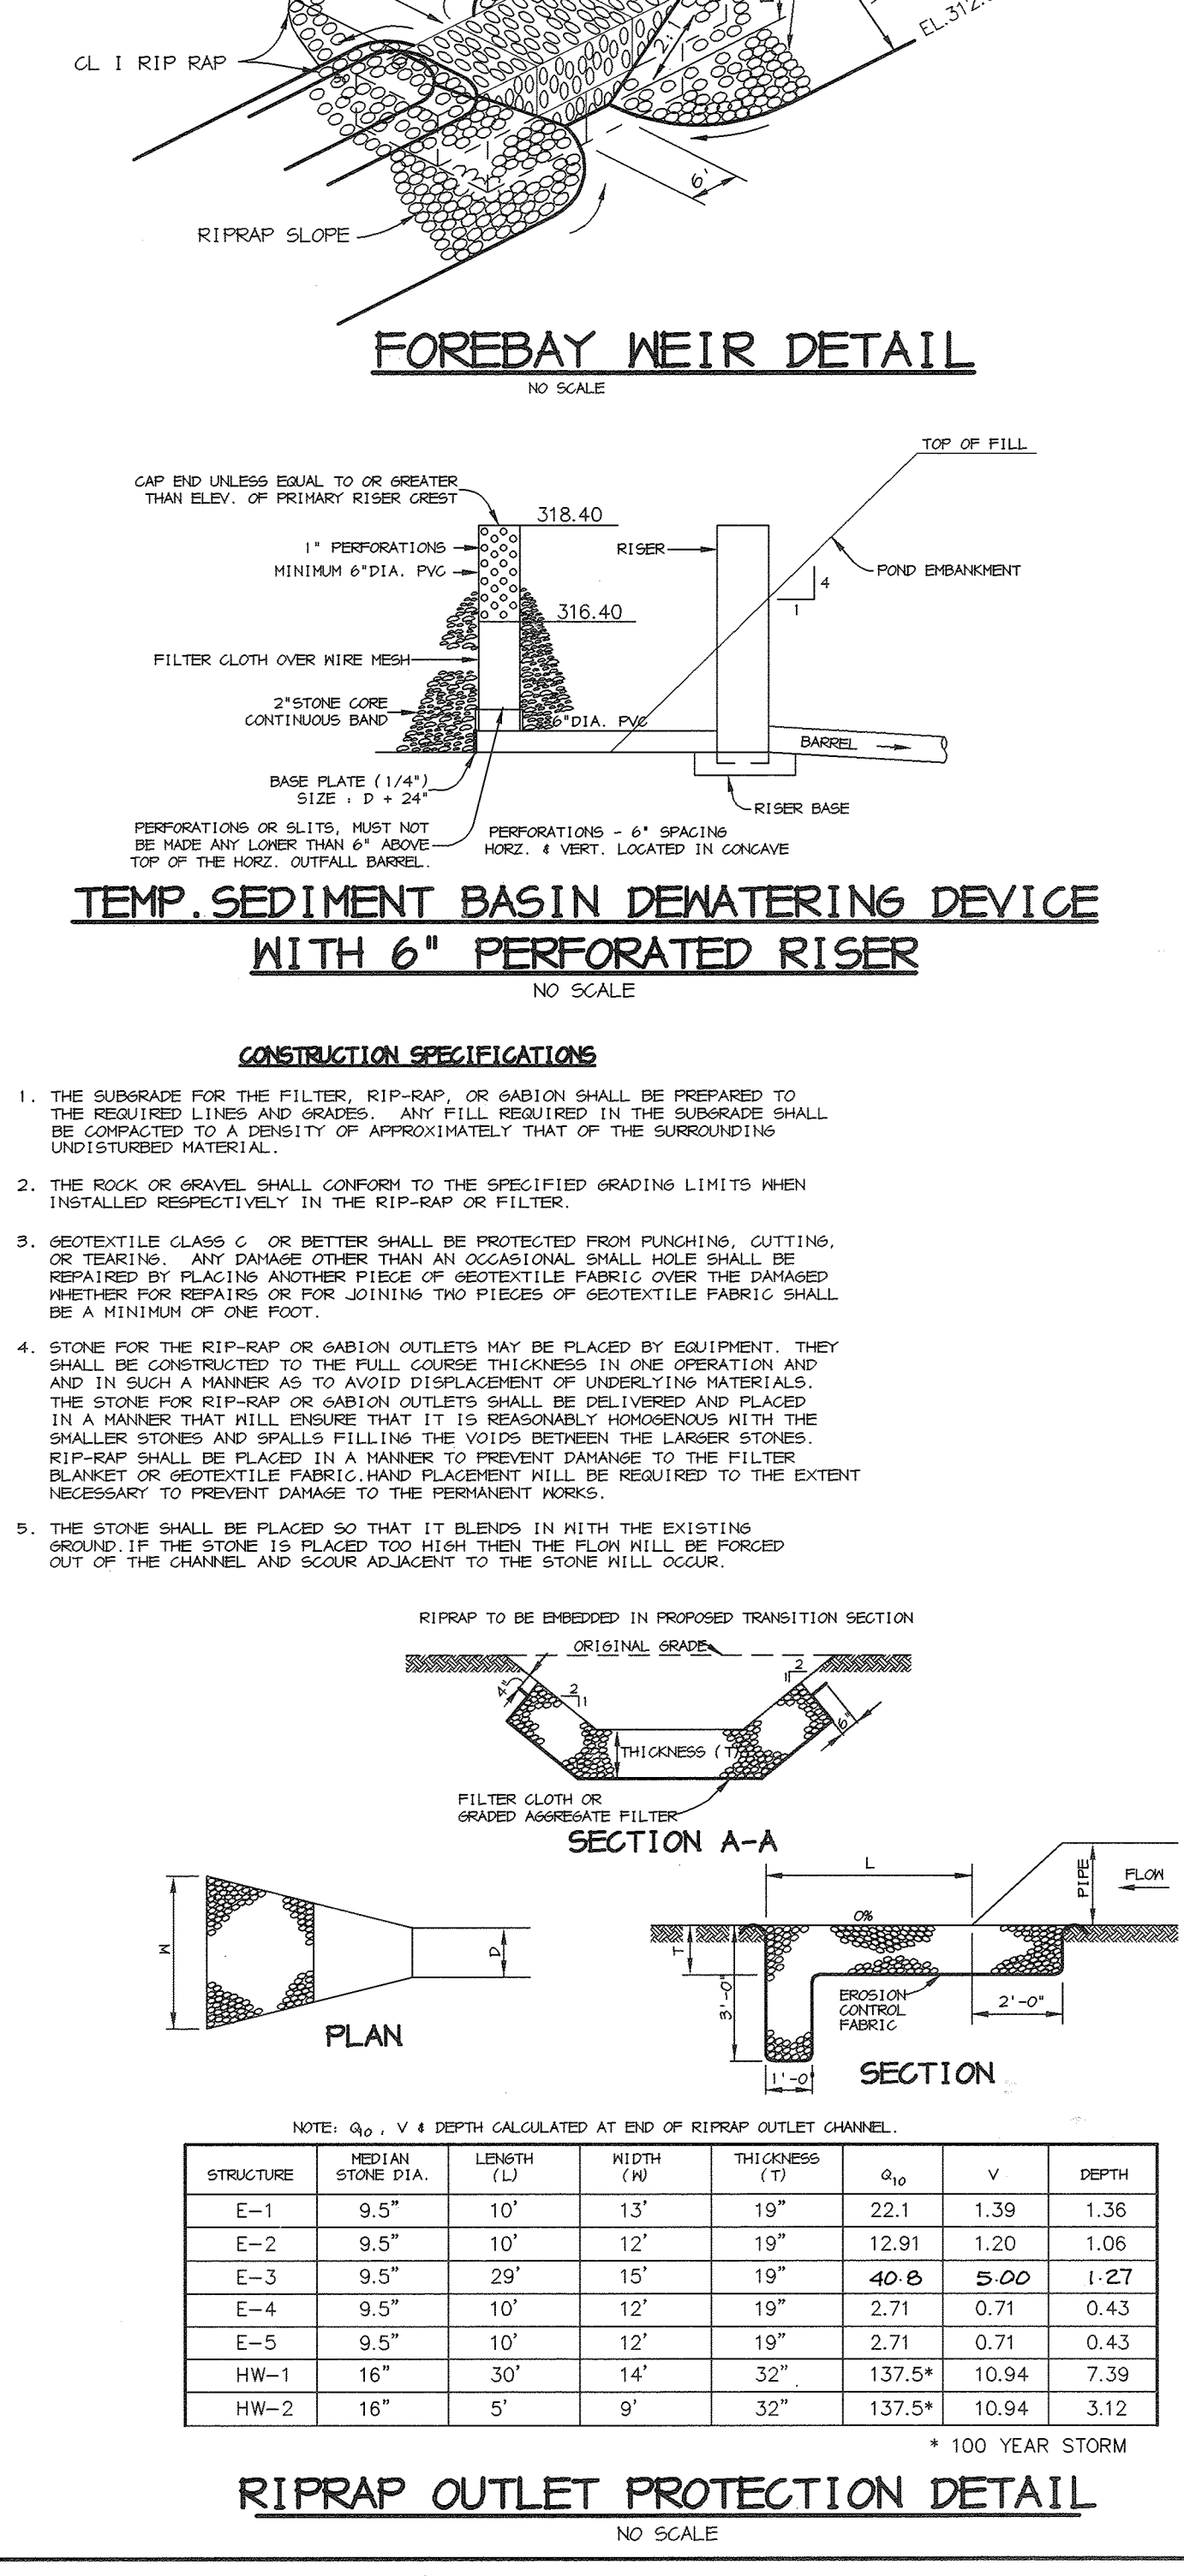 EL.312.
2:1
CL I RIP RAP
6'
RIPRAP SLOPE
FOREBAY WEIR DETAIL
NO SCALE
TOP OF FILL
CAP END UNLESS EQUAL TO OR GREATER
THAN ELEV. OF PRIMARY RISER CREST
318.40
1" PERFORATIONS
RISER
MINIMUM 6"DIA. PVC
POND EMBANKMENT
4
1
316.40
FILTER CLOTH OVER WIRE MESH
2"STONE CORE
CONTINUOUS BAND
6"DIA. PVC
BARREL
BASE PLATE (1/4")
SIZE : D + 24"
RISER BASE
PERFORATIONS OR SLITS, MUST NOT
BE MADE ANY LOWER THAN 6" ABOVE
TOP OF THE HORZ. OUTFALL BARREL.
PERFORATIONS - 6" SPACING
HORZ. & VERT. LOCATED IN CONCAVE
TEMP.SEDIMENT BASIN DEWATERING DEVICE
WITH 6" PERFORATED RISER
NO SCALE
CONSTRUCTION SPECIFICATIONS
1. THE SUBGRADE FOR THE FILTER, RIP-RAP, OR GABION SHALL BE PREPARED TO
THE REQUIRED LINES AND GRADES. ANY FILL REQUIRED IN THE SUBGRADE SHALL
BE COMPACTED TO A DENSITY OF APPROXIMATELY THAT OF THE SURROUNDING
UNDISTURBED MATERIAL.
2. THE ROCK OR GRAVEL SHALL CONFORM TO THE SPECIFIED GRADING LIMITS WHEN
INSTALLED RESPECTIVELY IN THE RIP-RAP OR FILTER.
3. GEOTEXTILE CLASS C OR BETTER SHALL BE PROTECTED FROM PUNCHING, CUTTING,
OR TEARING. ANY DAMAGE OTHER THAN AN OCCASIONAL SMALL HOLE SHALL BE
REPAIRED BY PLACING ANOTHER PIECE OF GEOTEXTILE FABRIC OVER THE DAMAGED
WHETHER FOR REPAIRS OR FOR JOINING TWO PIECES OF GEOTEXTILE FABRIC SHALL
BE A MINIMUM OF ONE FOOT.
4. STONE FOR THE RIP-RAP OR GABION OUTLETS MAY BE PLACED BY EQUIPMENT. THEY
SHALL BE CONSTRUCTED TO THE FULL COURSE THICKNESS IN ONE OPERATION AND
AND IN SUCH A MANNER AS TO AVOID DISPLACEMENT OF UNDERLYING MATERIALS.
THE STONE FOR RIP-RAP OR GABION OUTLETS SHALL BE DELIVERED AND PLACED
IN A MANNER THAT WILL ENSURE THAT IT IS REASONABLY HOMOGENOUS WITH THE
SMALLER STONES AND SPALLS FILLING THE VOIDS BETWEEN THE LARGER STONES.
RIP-RAP SHALL BE PLACED IN A MANNER TO PREVENT DAMANGE TO THE FILTER
BLANKET OR GEOTEXTILE FABRIC.HAND PLACEMENT WILL BE REQUIRED TO THE EXTENT
NECESSARY TO PREVENT DAMAGE TO THE PERMANENT WORKS.
5. THE STONE SHALL BE PLACED SO THAT IT BLENDS IN WITH THE EXISTING
GROUND.IF THE STONE IS PLACED TOO HIGH THEN THE FLOW WILL BE FORCED
OUT OF THE CHANNEL AND SCOUR ADJACENT TO THE STONE WILL OCCUR.
RIPRAP TO BE EMBEDDED IN PROPOSED TRANSITION SECTION
ORIGINAL GRADE
4"
2
1
2
1
6"
THICKNESS (T)
FILTER CLOTH OR
GRADED AGGREGATE FILTER
SECTION A-A
L
PIPE
FLOW
W
D
0%
T
3'-0"
EROSION
CONTROL
FABRIC
2'-0"
PLAN
1'-0
SECTION
NOTE: Q10 , V & DEPTH CALCULATED AT END OF RIPRAP OUTLET CHANNEL.
STRUCTURE MEDIAN STONE DIA. LENGTH (L) WIDTH (W) THICKNESS (T) Q10 V DEPTH
E-1 9.5" 10' 13' 19" 22.1 1.39 1.36
E-2 9.5" 10' 12' 19" 12.91 1.20 1.06
E-3 9.5" 29' 15' 19" 40.8 5.00 1.27
E-4 9.5" 10' 12' 19" 2.71 0.71 0.43
E-5 9.5" 10' 12' 19" 2.71 0.71 0.43
HW-1 16" 30' 14' 32" 137.5* 10.94 7.39
HW-2 16" 5' 9' 32" 137.5* 10.94 3.12
* 100 YEAR STORM
RIPRAP OUTLET PROTECTION DETAIL
NO SCALE